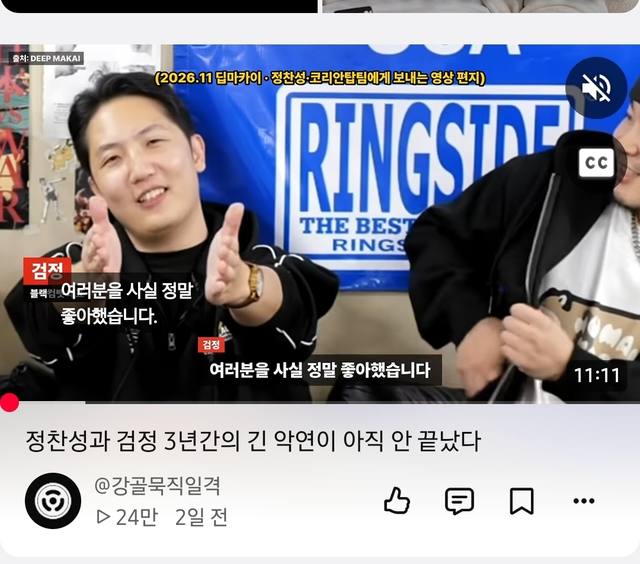 출처: DEEP MAKAI
(2026.11 딥마카이 · 정찬성·코리안탑팀에게 보내는 영상 편지)
RINGSIDE
THE BEST
RINGS
CC
검정
여러분을 사실 정말
좋아했습니다.
검정
여러분을 사실 정말 좋아했습니다
11:11
정찬성과 검정 3년간의 긴 악연이 아직 안 끝났다
@강골묵직일격
24만 2일 전